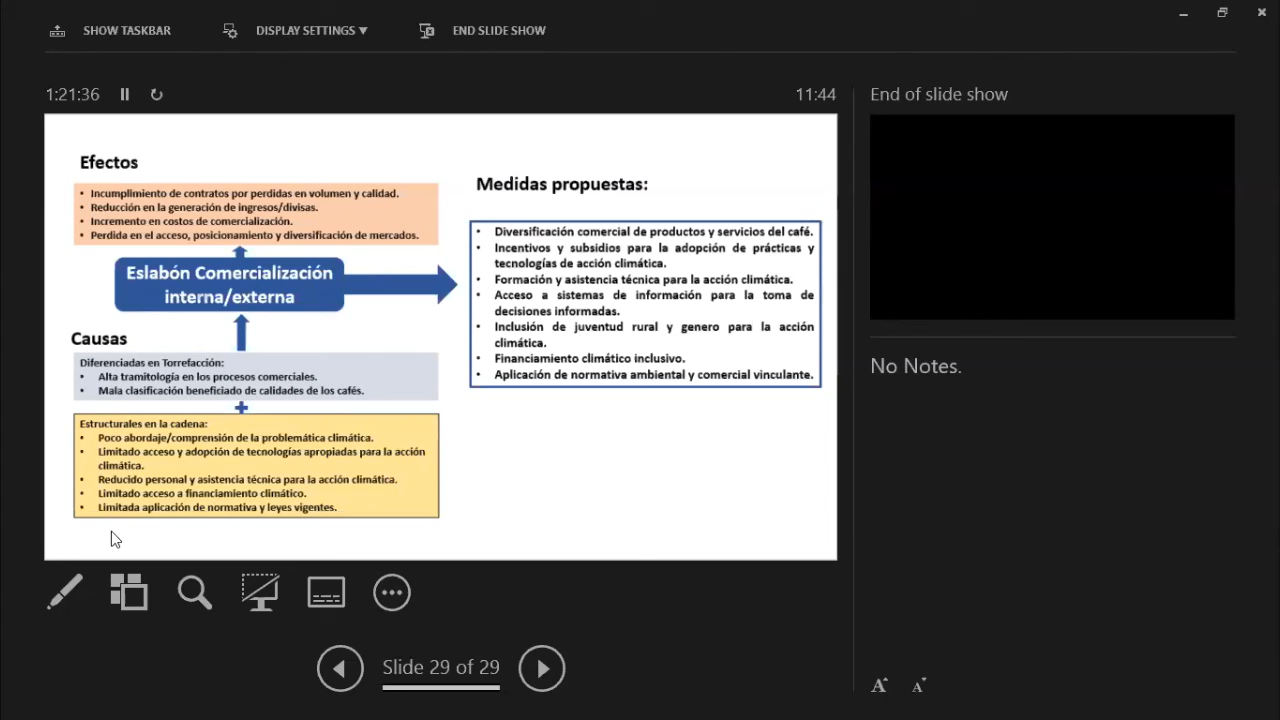 SHOW TASKBAR
DISPLAY SETTINGS ▼
END SLIDE SHOW
1:21:36
11:44
Efectos
• Incumplimiento de contratos por perdidas en volumen y calidad.
• Reducción en la generación de ingresos/divisas.
• Incremento en costos de comercialización.
• Perdida en el acceso, posicionamiento y diversificación de mercados.
Eslabón Comercialización
interna/externa
Causas
Diferenciadas en Torrefacción:
• Alta tramitología en los procesos comerciales.
• Mala clasificación beneficiado de calidades de los cafés.
Estructurales en la cadena:
• Poco abordaje/comprensión de la problemática climática.
• Limitado acceso y adopción de tecnologías apropiadas para la acción
climática.
• Reducido personal y asistencia técnica para la acción climática.
• Limitado acceso a financiamiento climático.
• Limitada aplicación de normativa y leyes vigentes.
Medidas propuestas:
• Diversificación comercial de productos y servicios del café.
• Incentivos y subsidios para la adopción de prácticas y
tecnologías de acción climática.
• Formación y asistencia técnica para la acción climática.
• Acceso a sistemas de información para la toma de
decisiones informadas.
• Inclusión de juventud rural y genero para la acción
climática.
• Financiamiento climático inclusivo.
• Aplicación de normativa ambiental y comercial vinculante.
Slide 29 of 29
End of slide show
No Notes.
A A